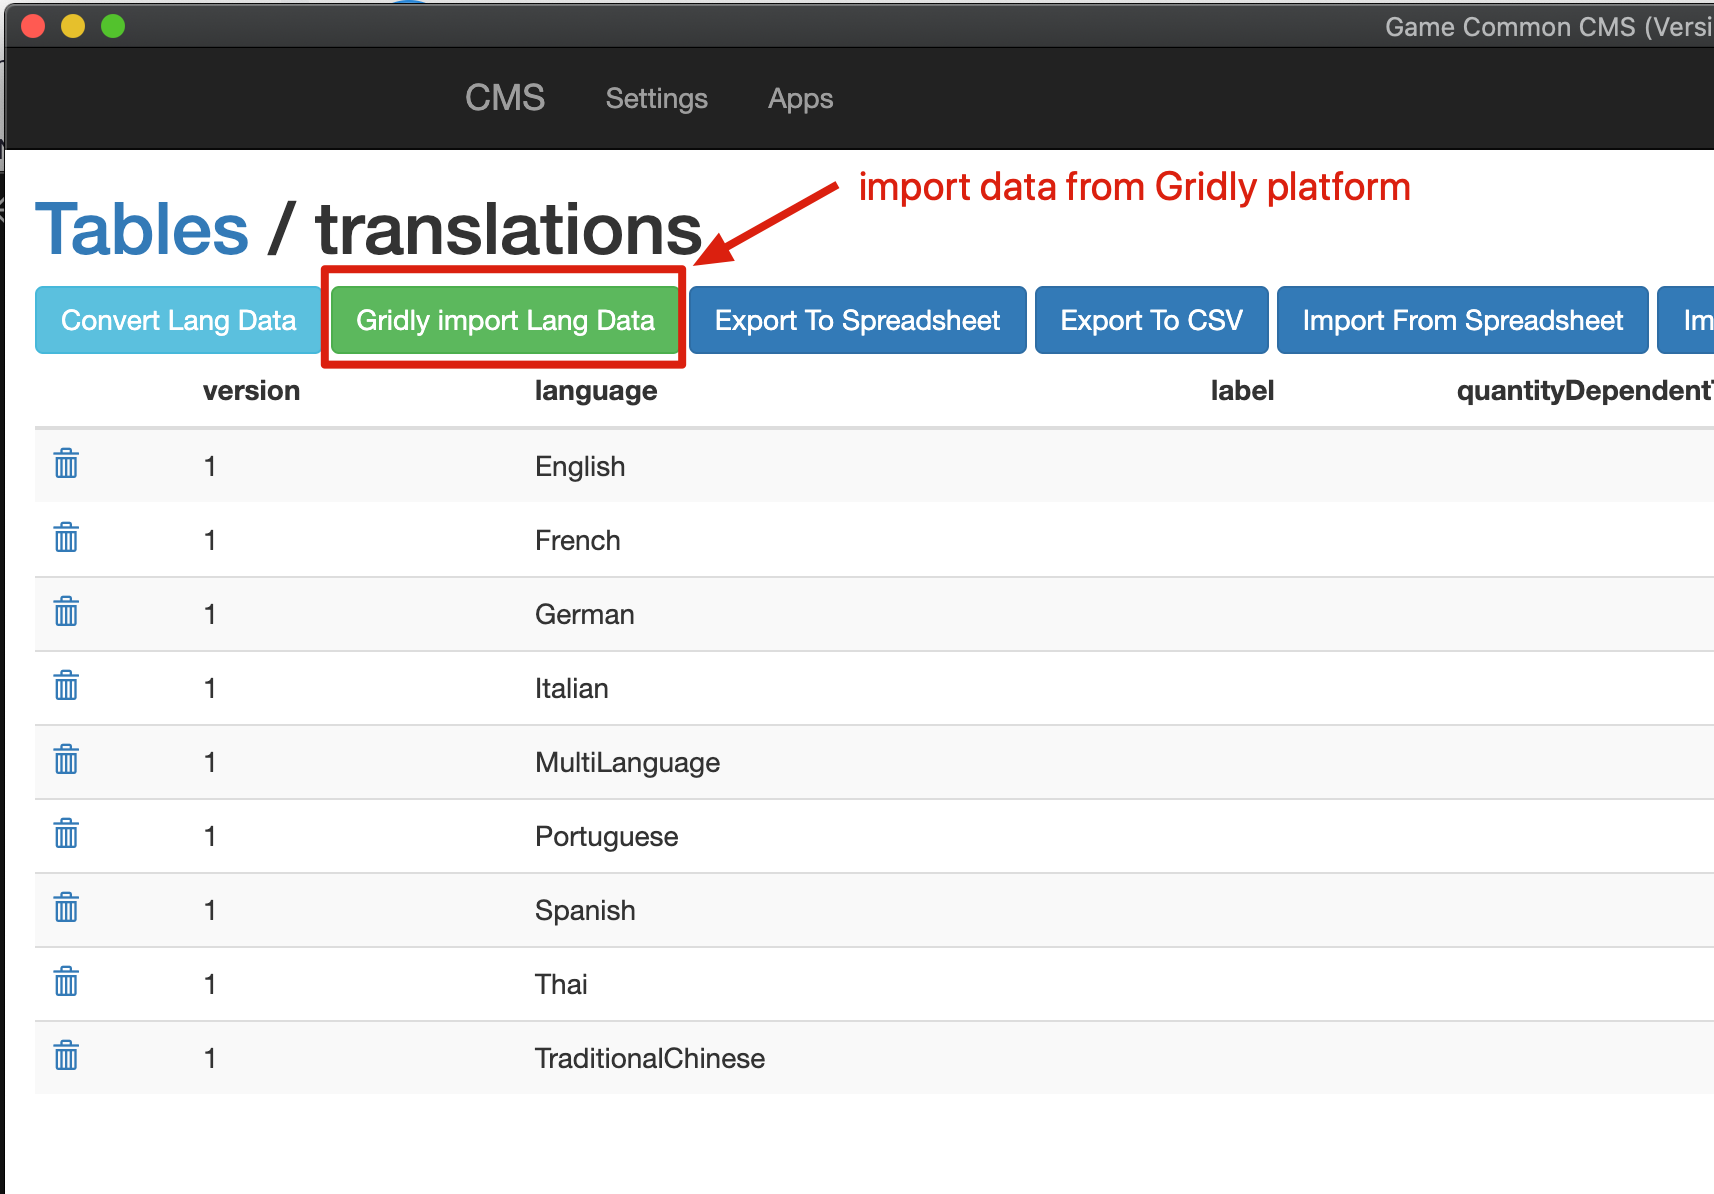 Game Common CMS (Versi
CMS Settings Apps
import data from Gridly platform
Tables / translations
Convert Lang Data Gridly import Lang Data Export To Spreadsheet Export To CSV Import From Spreadsheet Im
version language label quantityDependentT
1 English
1 French
1 German
1 Italian
1 MultiLanguage
1 Portuguese
1 Spanish
1 Thai
1 TraditionalChinese